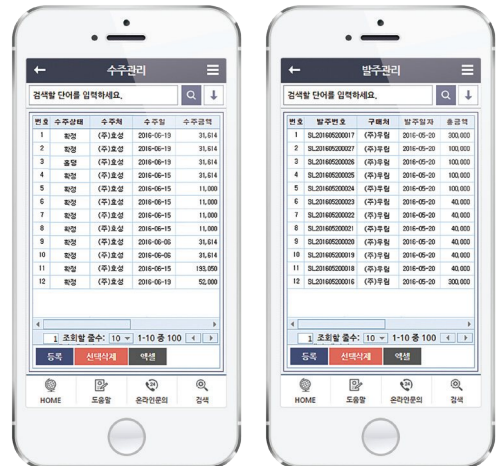 수주관리
검색할 단어를 입력하세요.
번호 수주상태 수주처 수주일 수주금액
1 확정 (주)효성 2016-06-19 31,614
2 확정 (주)효성 2016-06-19 31,614
3 (주)효성 2016-06-19 31,614
4 확정 (주)효성 2016-06-15 31,614
5 확정 (주)효성 2016-06-15 11,000
6 확정 (주)효성 2016-06-15 11,000
7 확정 (주)효성 2016-06-15 11,000
8 확정 (주)효성 2016-06-15 11,000
9 확정 (주)효성 2016-06-06 31,614
10 확정 (주)효성 2016-06-06 31,614
11 확정 (주)효성 2016-06-15 193,050
12 확정 (주)효성 2016-06-19 52,000
1 조회할 줄수: 10 1-10 중 100
등록 선택삭제 엑셀
HOME 도움말 온라인문의 검색
발주관리
검색할 단어를 입력하세요.
번호 발주번호 구매처 발주일자 총금액
1 SL201605200017 (주)우림 2016-05-20 300,000
2 SL201605200027 (주)우림 2016-05-20 100,000
3 SL201605200026 (주)우림 2016-05-20 100,000
4 SL201605200025 (주)우림 2016-05-20 100,000
5 SL201605200024 (주)우림 2016-05-20 100,000
6 SL201605200023 (주)우림 2016-05-20 40,000
7 SL201605200022 (주)우림 2016-05-20 40,000
8 SL201605200021 (주)우림 2016-05-20 40,000
9 SL201605200020 (주)우림 2016-05-20 40,000
10 SL201605200019 (주)우림 2016-05-20 40,000
11 SL201605200018 (주)우림 2016-05-20 40,000
12 SL201605200016 (주)우림 2016-05-20 300,000
1 조회할 줄수: 10 1-10 중 100
등록 선택삭제 엑셀
HOME 도움말 온라인문의 검색